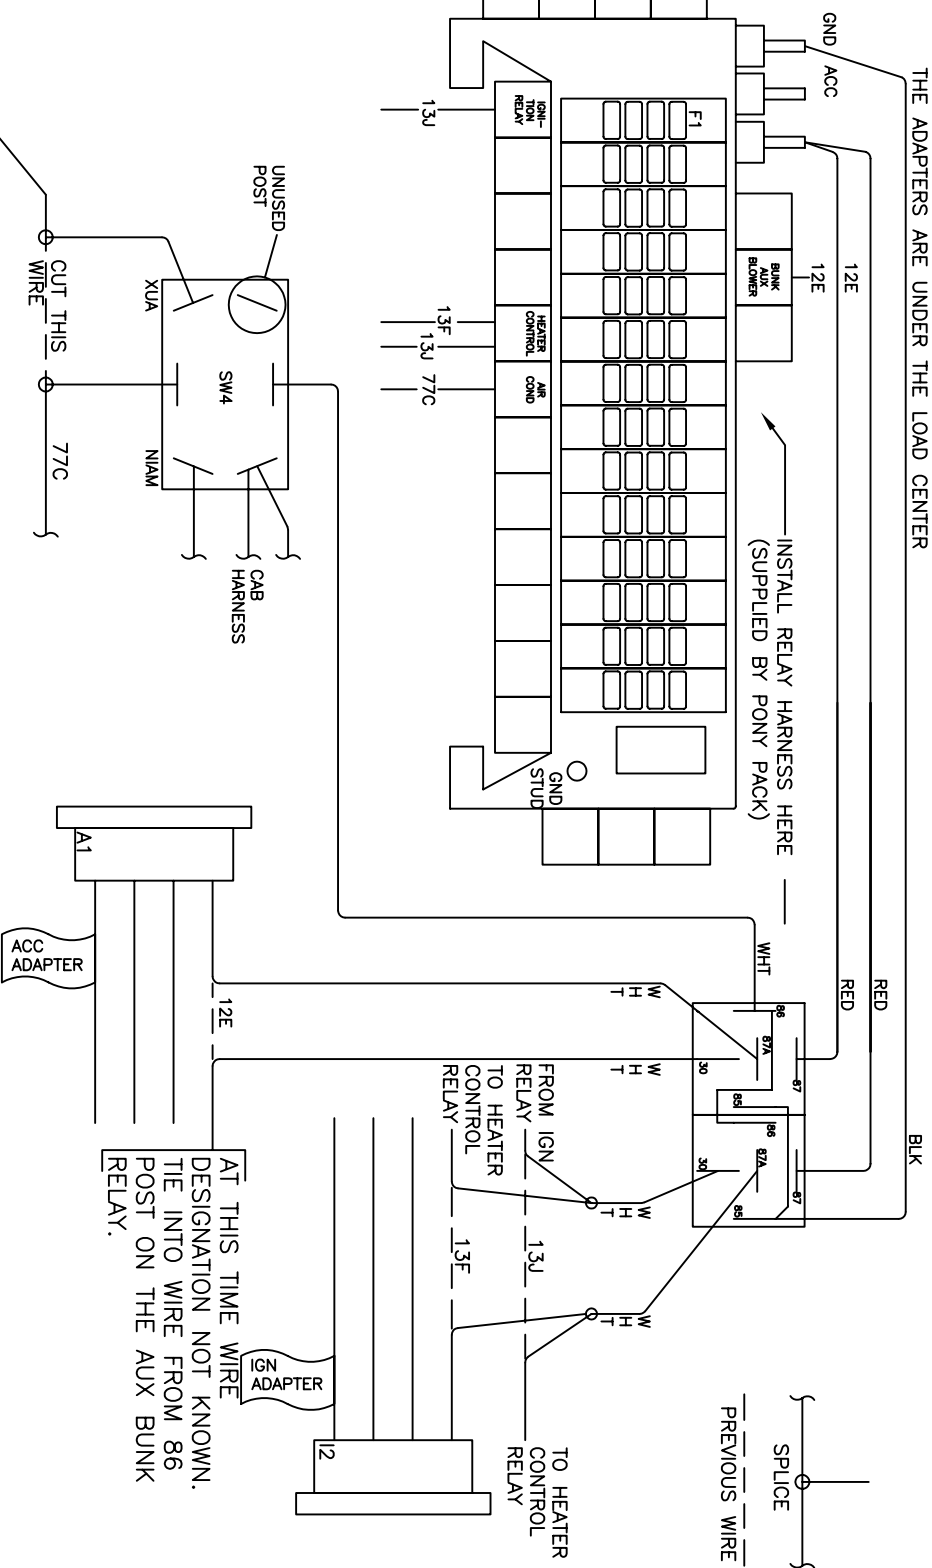 THE ADAPTERS ARE UNDER THE LOAD CENTER
GND
ACC
BLK
RED
RED
12E
12E
BUNK
AUX
BLOWER
INSTALL RELAY HARNESS HERE
(SUPPLIED BY PONY PACK)
F1
IGNI-
TION
RELAY
HEATER
CONTROL
AIR
COND
13J
13F
13J
77C
GND
STUD
UNUSED
POST
XUA
SW4
NIAM
CUT THIS
WIRE
77C
CAB
HARNESS
WHT
86
87A
87
30
85
86
87A
87
30
85
WHT
WHT
WHT
WHT
FROM IGN
RELAY
TO HEATER
CONTROL
RELAY
13J
13F
TO HEATER
CONTROL
RELAY
A1
ACC
ADAPTER
12E
AT THIS TIME WIRE
DESIGNATION NOT KNOWN.
TIE INTO WIRE FROM 86
POST ON THE AUX BUNK
RELAY.
IGN
ADAPTER
I2
SPLICE
PREVIOUS WIRE